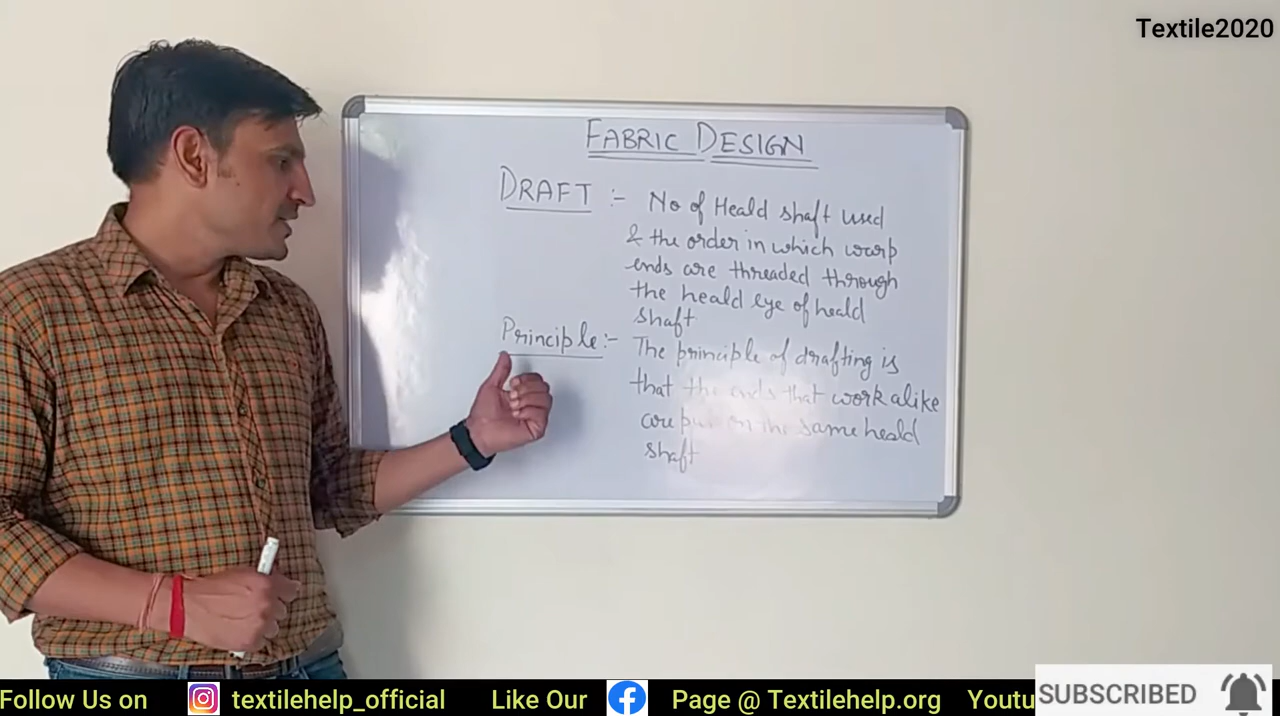 Textile2020
FABRIC DESIGN
DRAFT :- No of Heald shaft used
& the order in which warp
ends are threaded through
the heald eye of heald
shaft
Principle:- The principle of drafting is
that the ends that work alike
are put on the same heald
shaft
Follow Us on textilehelp_official Like Our Page @ Textilehelp.org Youtu
SUBSCRIBED